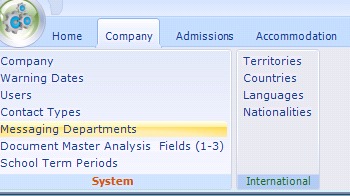 Home Company Admissions Accommodation
Company
Warning Dates
Users
Contact Types
Messaging Departments
Document Master Analysis Fields (1-3)
School Term Periods
System
Territories
Countries
Languages
Nationalities
International